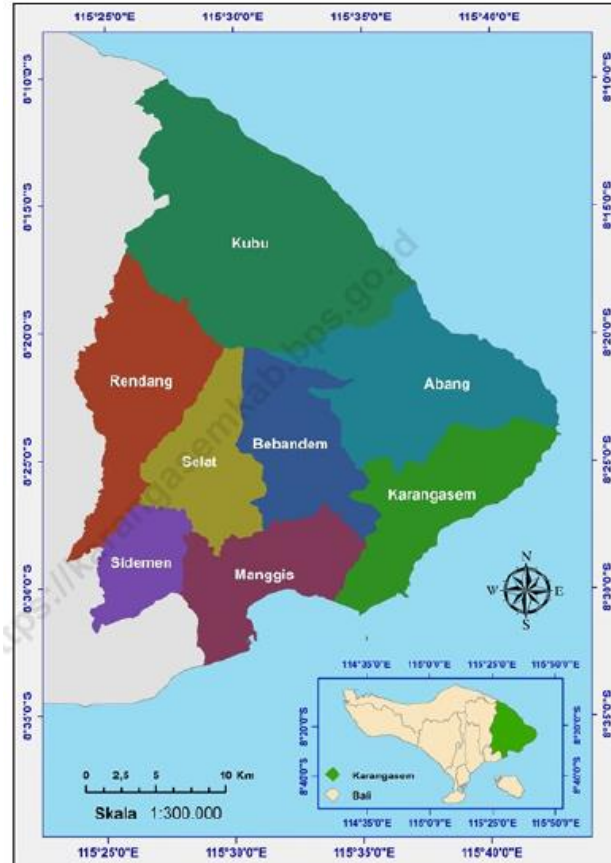 115°25'0"E 115°30'0"E 115°35'0"E 115°40'0"E
8°10'0"S 8°10'0"S
8°15'0"S 8°15'0"S
Kubu
8°20'0"S 8°20'0"S
Rendang
Abang
Bebandem
8°25'0"S 8°25'0"S
Selat
Karangasem
Sidemen
Manggis
8°30'0"S 8°30'0"S
N
W E
S
8°35'0"S 8°35'0"S
https://karangasemkab.bps.go.id
114°35'0"E 115°0'0"E 115°25'0"E 115°50'0"E
8°20'0"S 8°20'0"S
8°40'0"S 8°40'0"S
Karangasem
Bali
114°35'0"E 115°0'0"E 115°25'0"E 115°50'0"E
0 2,5 5 10 Km
Skala 1:300.000
115°25'0"E 115°30'0"E 115°35'0"E 115°40'0"E